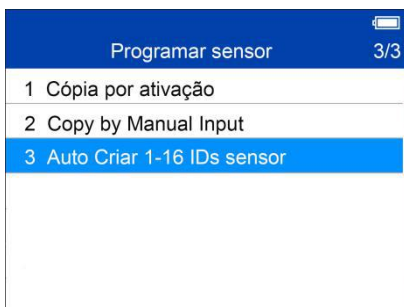 Programar sensor 3/3
1 Cópia por ativação
2 Copy by Manual Input
3 Auto Criar 1-16 IDs sensor